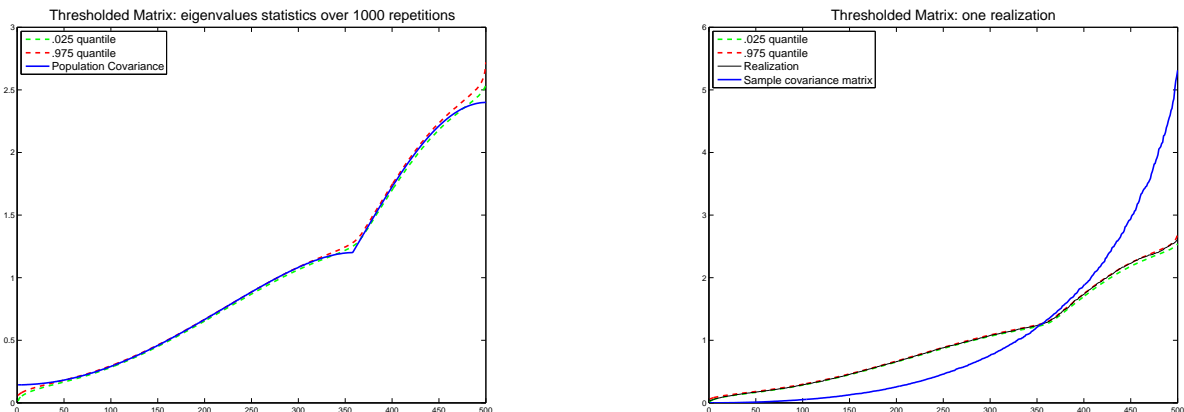 Thresholded Matrix: eigenvalues statistics over 1000 repetitions
3
.025 quantile
.975 quantile
Population Covariance
2.5
2
1.5
1
0.5
0
0 50 100 150 200 250 300 350 400 450 500
Thresholded Matrix: one realization
6
.025 quantile
.975 quantile
Realization
Sample covariance matrix
5
4
3
2
1
0
0 50 100 150 200 250 300 350 400 450 500